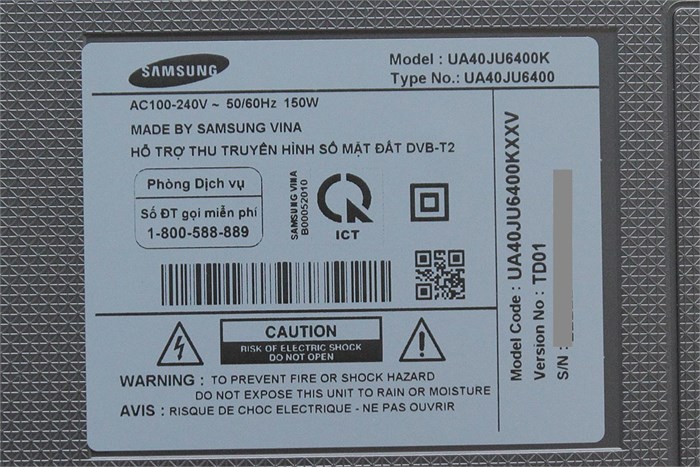 SAMSUNG
Model : UA40JU6400K
Type No.: UA40JU6400
AC100-240V ~ 50/60Hz 150W
MADE BY SAMSUNG VINA
HỖ TRỢ THU TRUYỀN HÌNH SỐ MẶT ĐẤT DVB-T2
Phòng Dịch vụ
Số ĐT gọi miễn phí
1-800-588-889
SAMSUNG VINA
B00052010
ICT
CAUTION
RISK OF ELECTRIC SHOCK
DO NOT OPEN
WARNING : TO PREVENT FIRE OR SHOCK HAZARD
DO NOT EXPOSE THIS UNIT TO RAIN OR MOISTURE
AVIS : RISQUE DE CHOC ELECTRIQUE - NE PAS OUVRIR
Model Code : UA40JU6400KXXV
Version No : TD01
S/N :